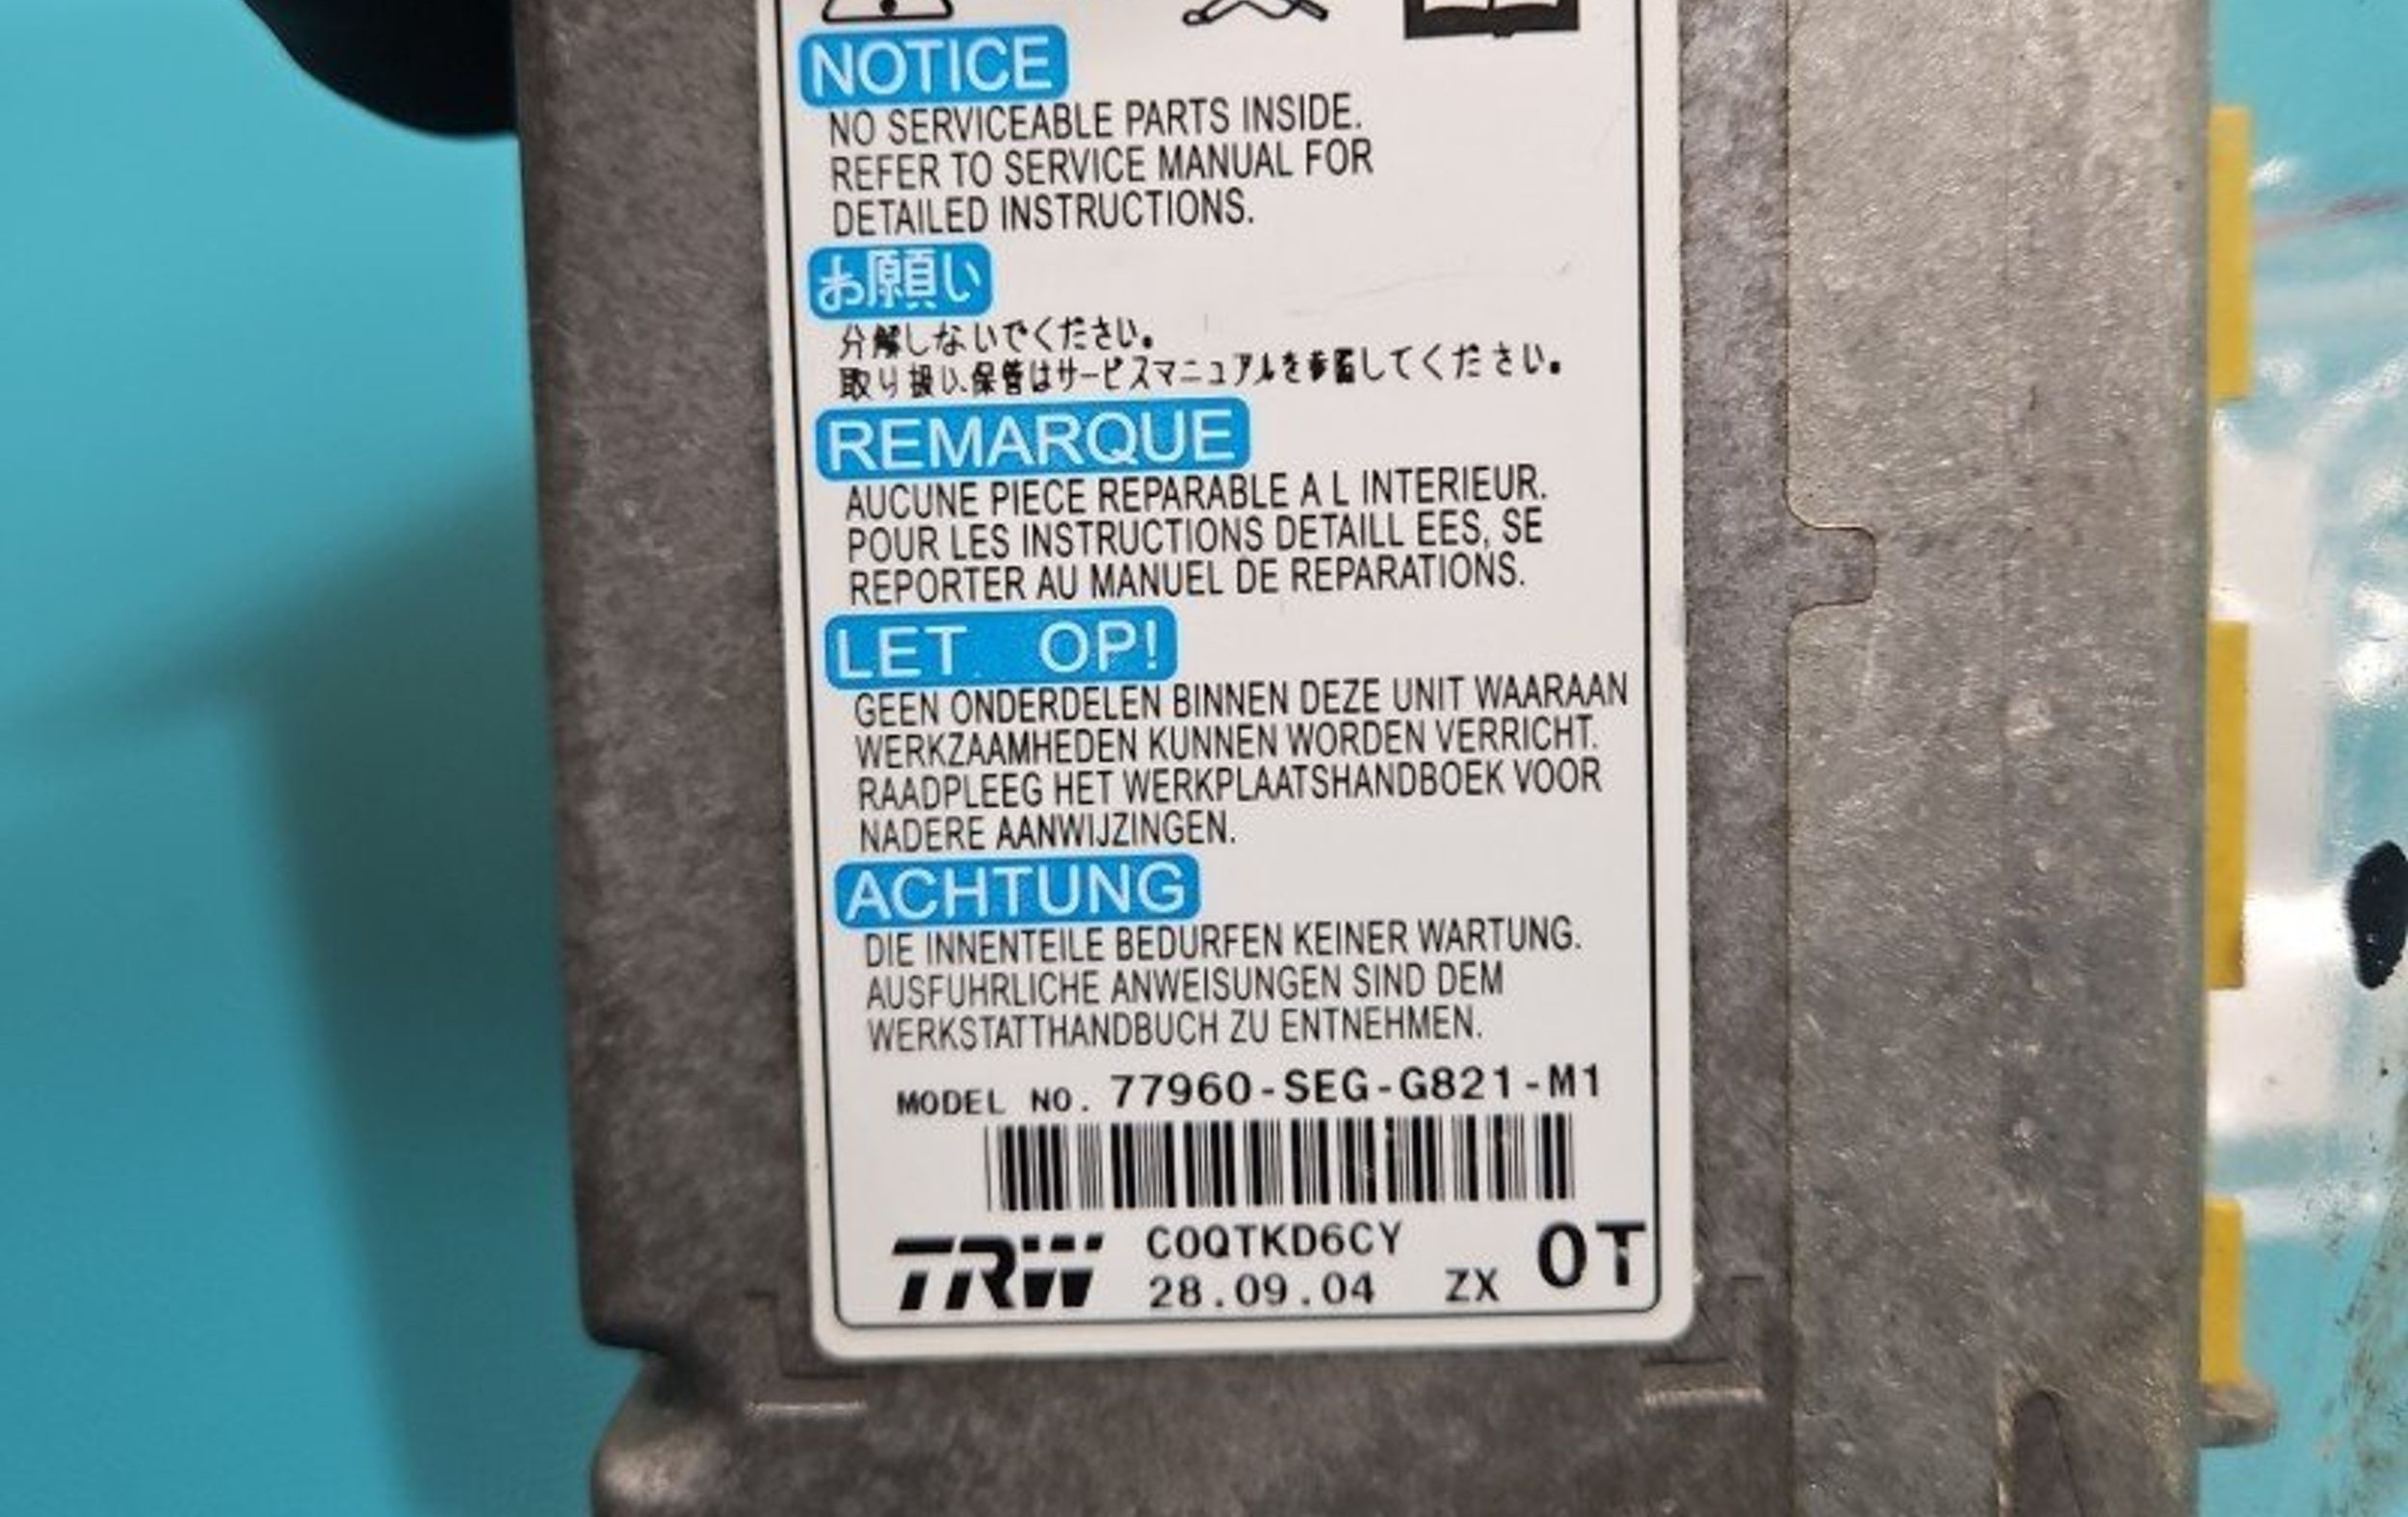 NOTICE
NO SERVICEABLE PARTS INSIDE.
REFER TO SERVICE MANUAL FOR
DETAILED INSTRUCTIONS.
お願い
分解しないでください。
取り扱い、保管はサービスマニュアルを参照してください。
REMARQUE
AUCUNE PIECE REPARABLE A L INTERIEUR.
POUR LES INSTRUCTIONS DETAILL EES, SE
REPORTER AU MANUEL DE REPARATIONS.
LET OP!
GEEN ONDERDELEN BINNEN DEZE UNIT WAARAAN
WERKZAAMHEDEN KUNNEN WORDEN VERRICHT.
RAADPLEEG HET WERKPLAATSHANDBOEK VOOR
NADERE AANWIJZINGEN.
ACHTUNG
DIE INNENTEILE BEDURFEN KEINER WARTUNG.
AUSFUHRLICHE ANWEISUNGEN SIND DEM
WERKSTATTHANDBUCH ZU ENTNEHMEN.
MODEL NO. 77960-SEG-G821-M1
TRW C0QTKD6CY
28.09.04 ZX 0T